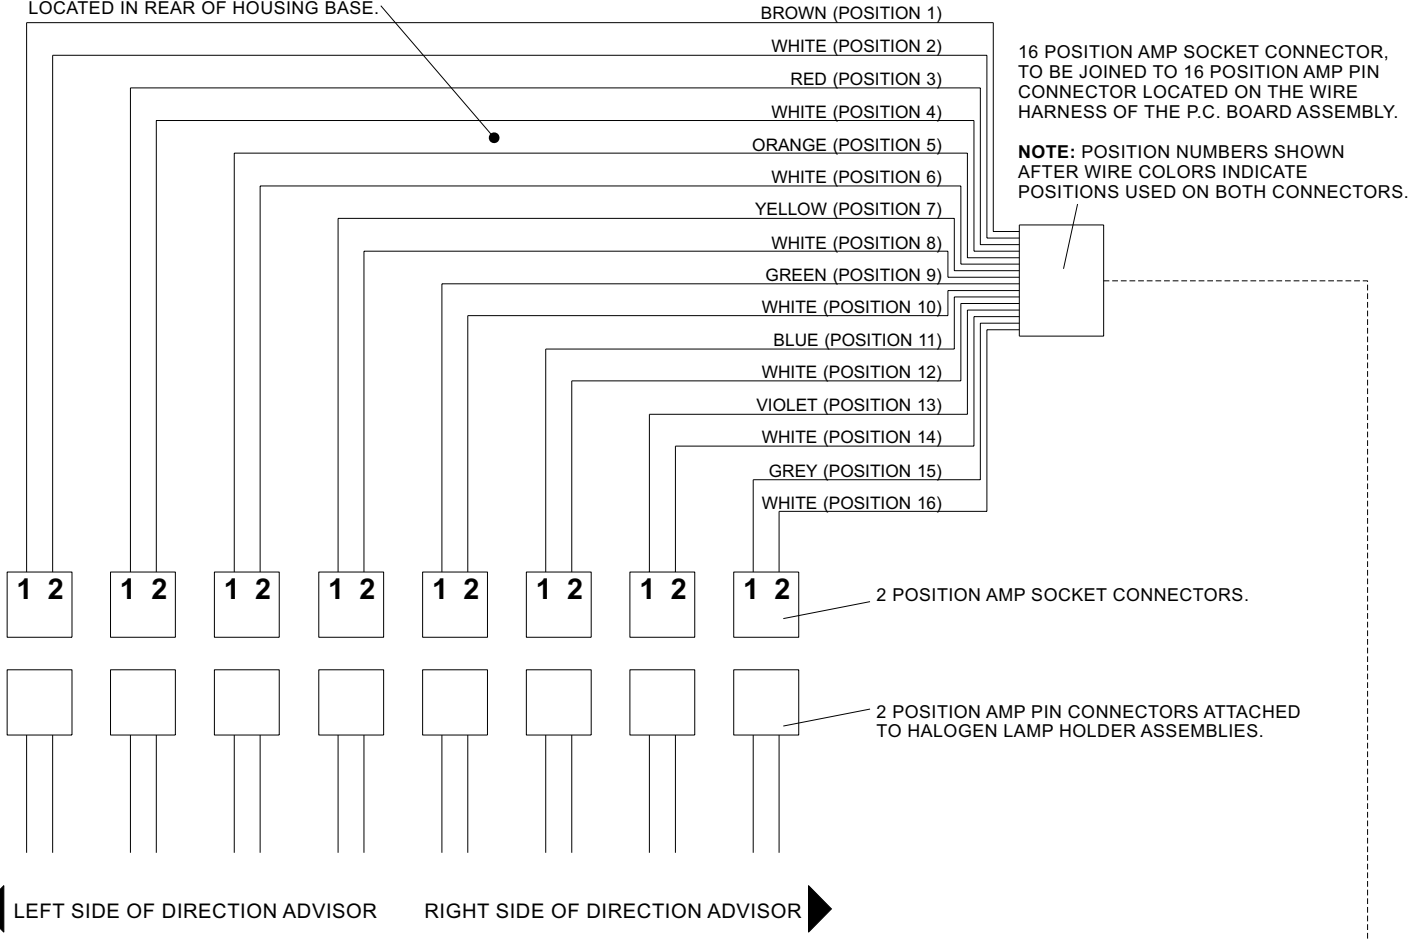 LOCATED IN REAR OF HOUSING BASE.
BROWN (POSITION 1)
WHITE (POSITION 2)
RED (POSITION 3)
WHITE (POSITION 4)
ORANGE (POSITION 5)
WHITE (POSITION 6)
YELLOW (POSITION 7)
WHITE (POSITION 8)
GREEN (POSITION 9)
WHITE (POSITION 10)
BLUE (POSITION 11)
WHITE (POSITION 12)
VIOLET (POSITION 13)
WHITE (POSITION 14)
GREY (POSITION 15)
WHITE (POSITION 16)
16 POSITION AMP SOCKET CONNECTOR,
TO BE JOINED TO 16 POSITION AMP PIN
CONNECTOR LOCATED ON THE WIRE
HARNESS OF THE P.C. BOARD ASSEMBLY.
NOTE: POSITION NUMBERS SHOWN
AFTER WIRE COLORS INDICATE
POSITIONS USED ON BOTH CONNECTORS.
1 2 1 2 1 2 1 2 1 2 1 2 1 2 1 2
2 POSITION AMP SOCKET CONNECTORS.
2 POSITION AMP PIN CONNECTORS ATTACHED
TO HALOGEN LAMP HOLDER ASSEMBLIES.
LEFT SIDE OF DIRECTION ADVISOR
RIGHT SIDE OF DIRECTION ADVISOR